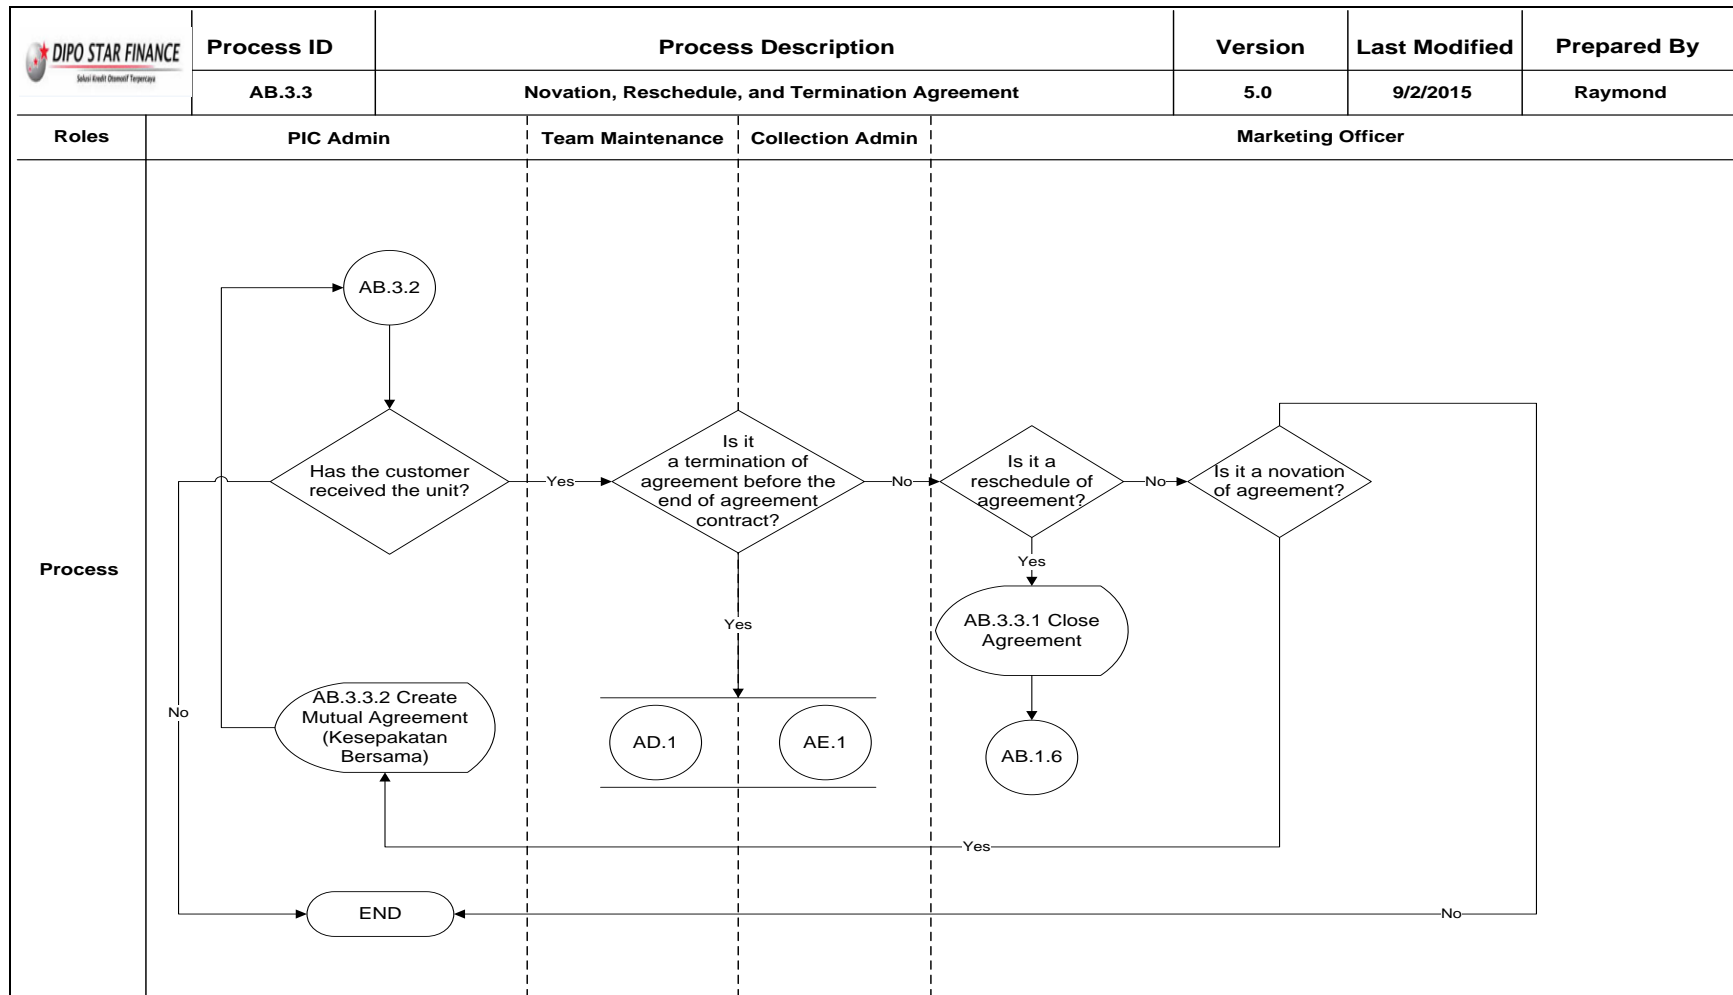 DIPO STAR FINANCE
Solusi Kredit Otomotif Terpercaya
Process ID
Process Description
Version
Last Modified
Prepared By
AB.3.3
Novation, Reschedule, and Termination Agreement
5.0
9/2/2015
Raymond
Roles
PIC Admin
Team Maintenance
Collection Admin
Marketing Officer
Process
AB.3.2
Has the customer
received the unit?
Yes
Is it
a termination of
agreement before the
end of agreement
contract?
No
Is it a
reschedule of
agreement?
No
Is it a novation
of agreement?
Yes
Yes
AB.3.3.1 Close
Agreement
No
AB.3.3.2 Create
Mutual Agreement
(Kesepakatan
Bersama)
AD.1
AE.1
AB.1.6
Yes
END
No